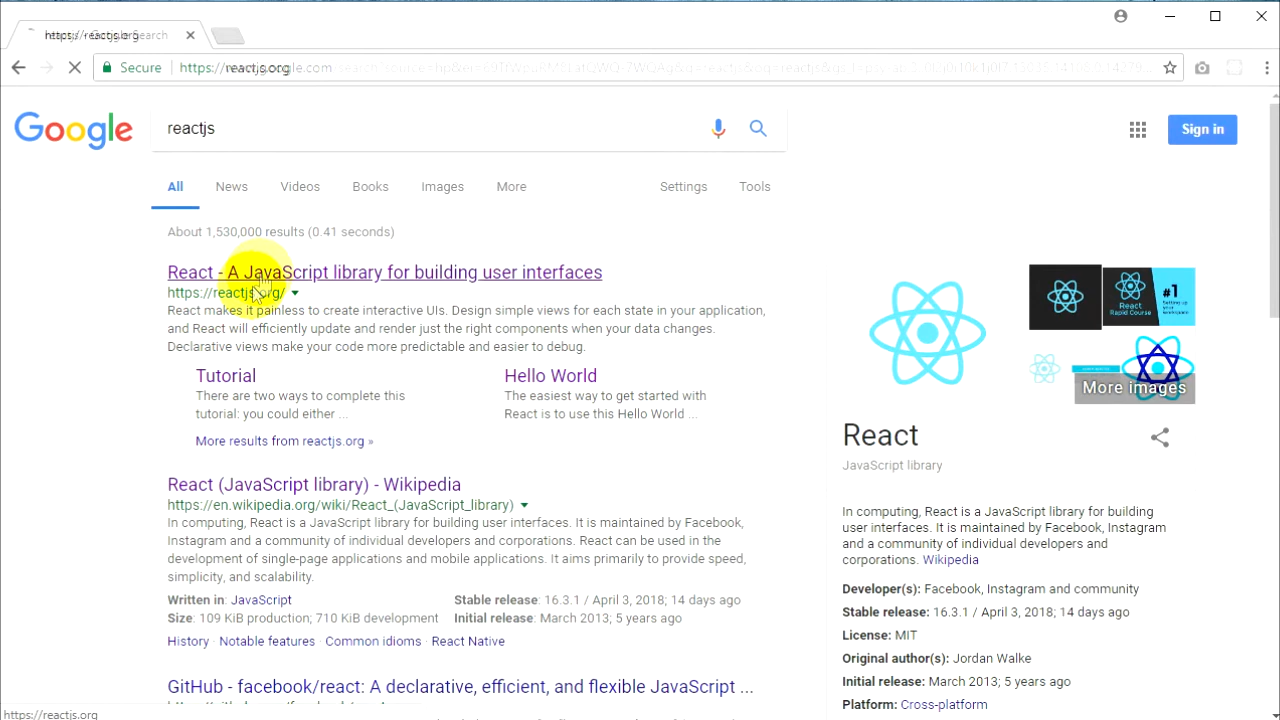 Secure
reactjs.org
Google
reactjs
Sign in
All
News
Videos
Books
Images
More
Settings
Tools
About 1,530,000 results (0.41 seconds)
React - A JavaScript library for building user interfaces
https://reactjs.org/
React makes it painless to create interactive UIs. Design simple views for each state in your application,
and React will efficiently update and render just the right components when your data changes.
Declarative views make your code more predictable and easier to debug.
Tutorial
There are two ways to complete this
tutorial: you could either ...
Hello World
The easiest way to get started with
React is to use this Hello World ...
More results from reactjs.org »
React (JavaScript library) - Wikipedia
https://en.wikipedia.org/wiki/React_(JavaScript_library)
In computing, React is a JavaScript library for building user interfaces. It is maintained by Facebook,
Instagram and a community of individual developers and corporations. React can be used in the
development of single-page applications and mobile applications. It aims primarily to provide speed,
simplicity, and scalability.
Written in: JavaScript
Stable release: 16.3.1 / April 3, 2018; 14 days ago
Size: 109 KiB production; 710 KiB development
Initial release: March 2013; 5 years ago
History · Notable features · Common idioms · React Native
GitHub - facebook/react: A declarative, efficient, and flexible JavaScript ...
#1
React
Rapid Course
More images
React
JavaScript library
In computing, React is a JavaScript library for building
user interfaces. It is maintained by Facebook, Instagram
and a community of individual developers and
corporations. Wikipedia
Developer(s): Facebook, Instagram and community
Stable release: 16.3.1 / April 3, 2018; 14 days ago
License: MIT
Original author(s): Jordan Walke
Initial release: March 2013; 5 years ago
Platform: Cross-platform
https://reactjs.org